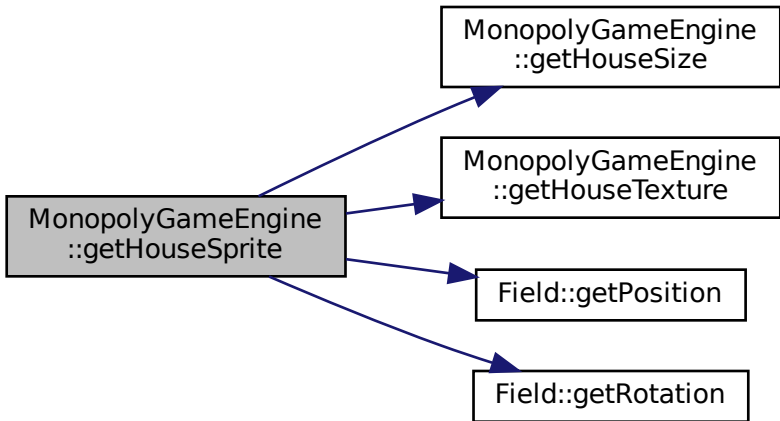 MonopolyGameEngine
::getHouseSize
MonopolyGameEngine
::getHouseTexture
MonopolyGameEngine
::getHouseSprite
Field::getPosition
Field::getRotation